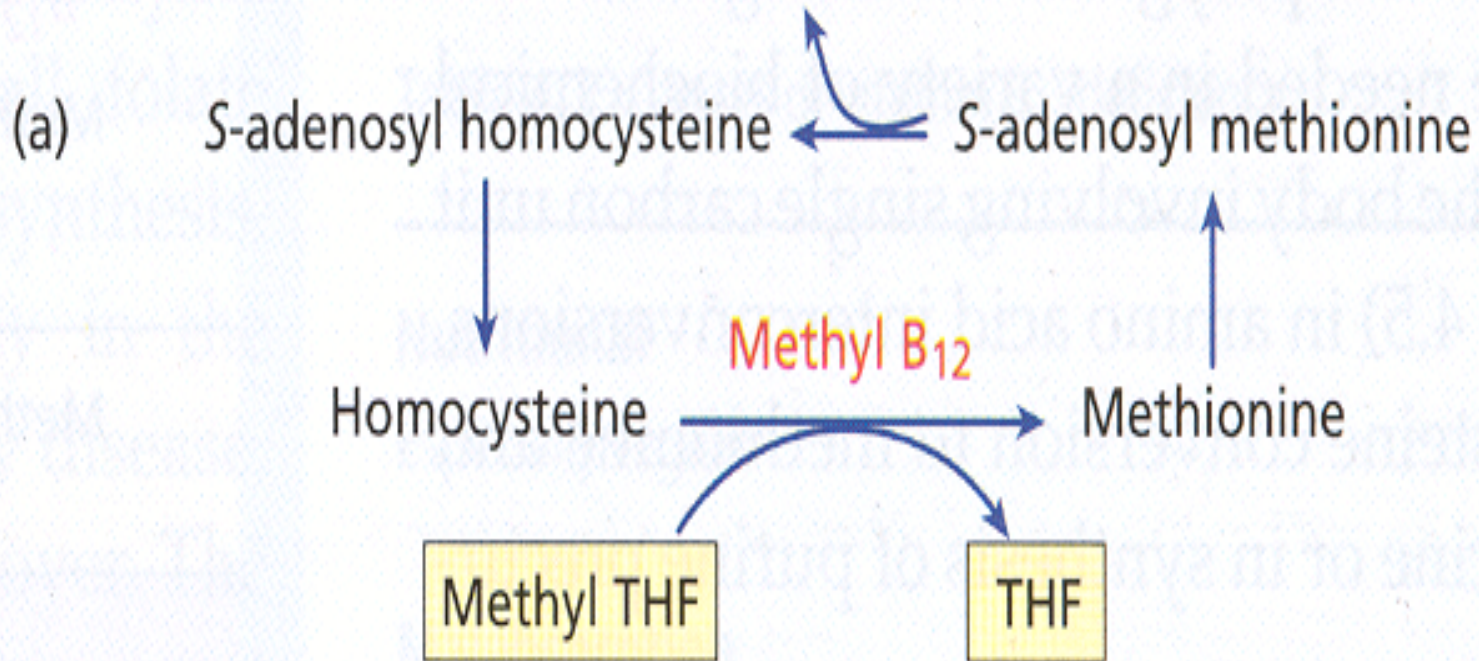 (a) S-adenosyl homocysteine S-adenosyl methionine
Methyl B₁₂
Homocysteine Methionine
Methyl THF THF